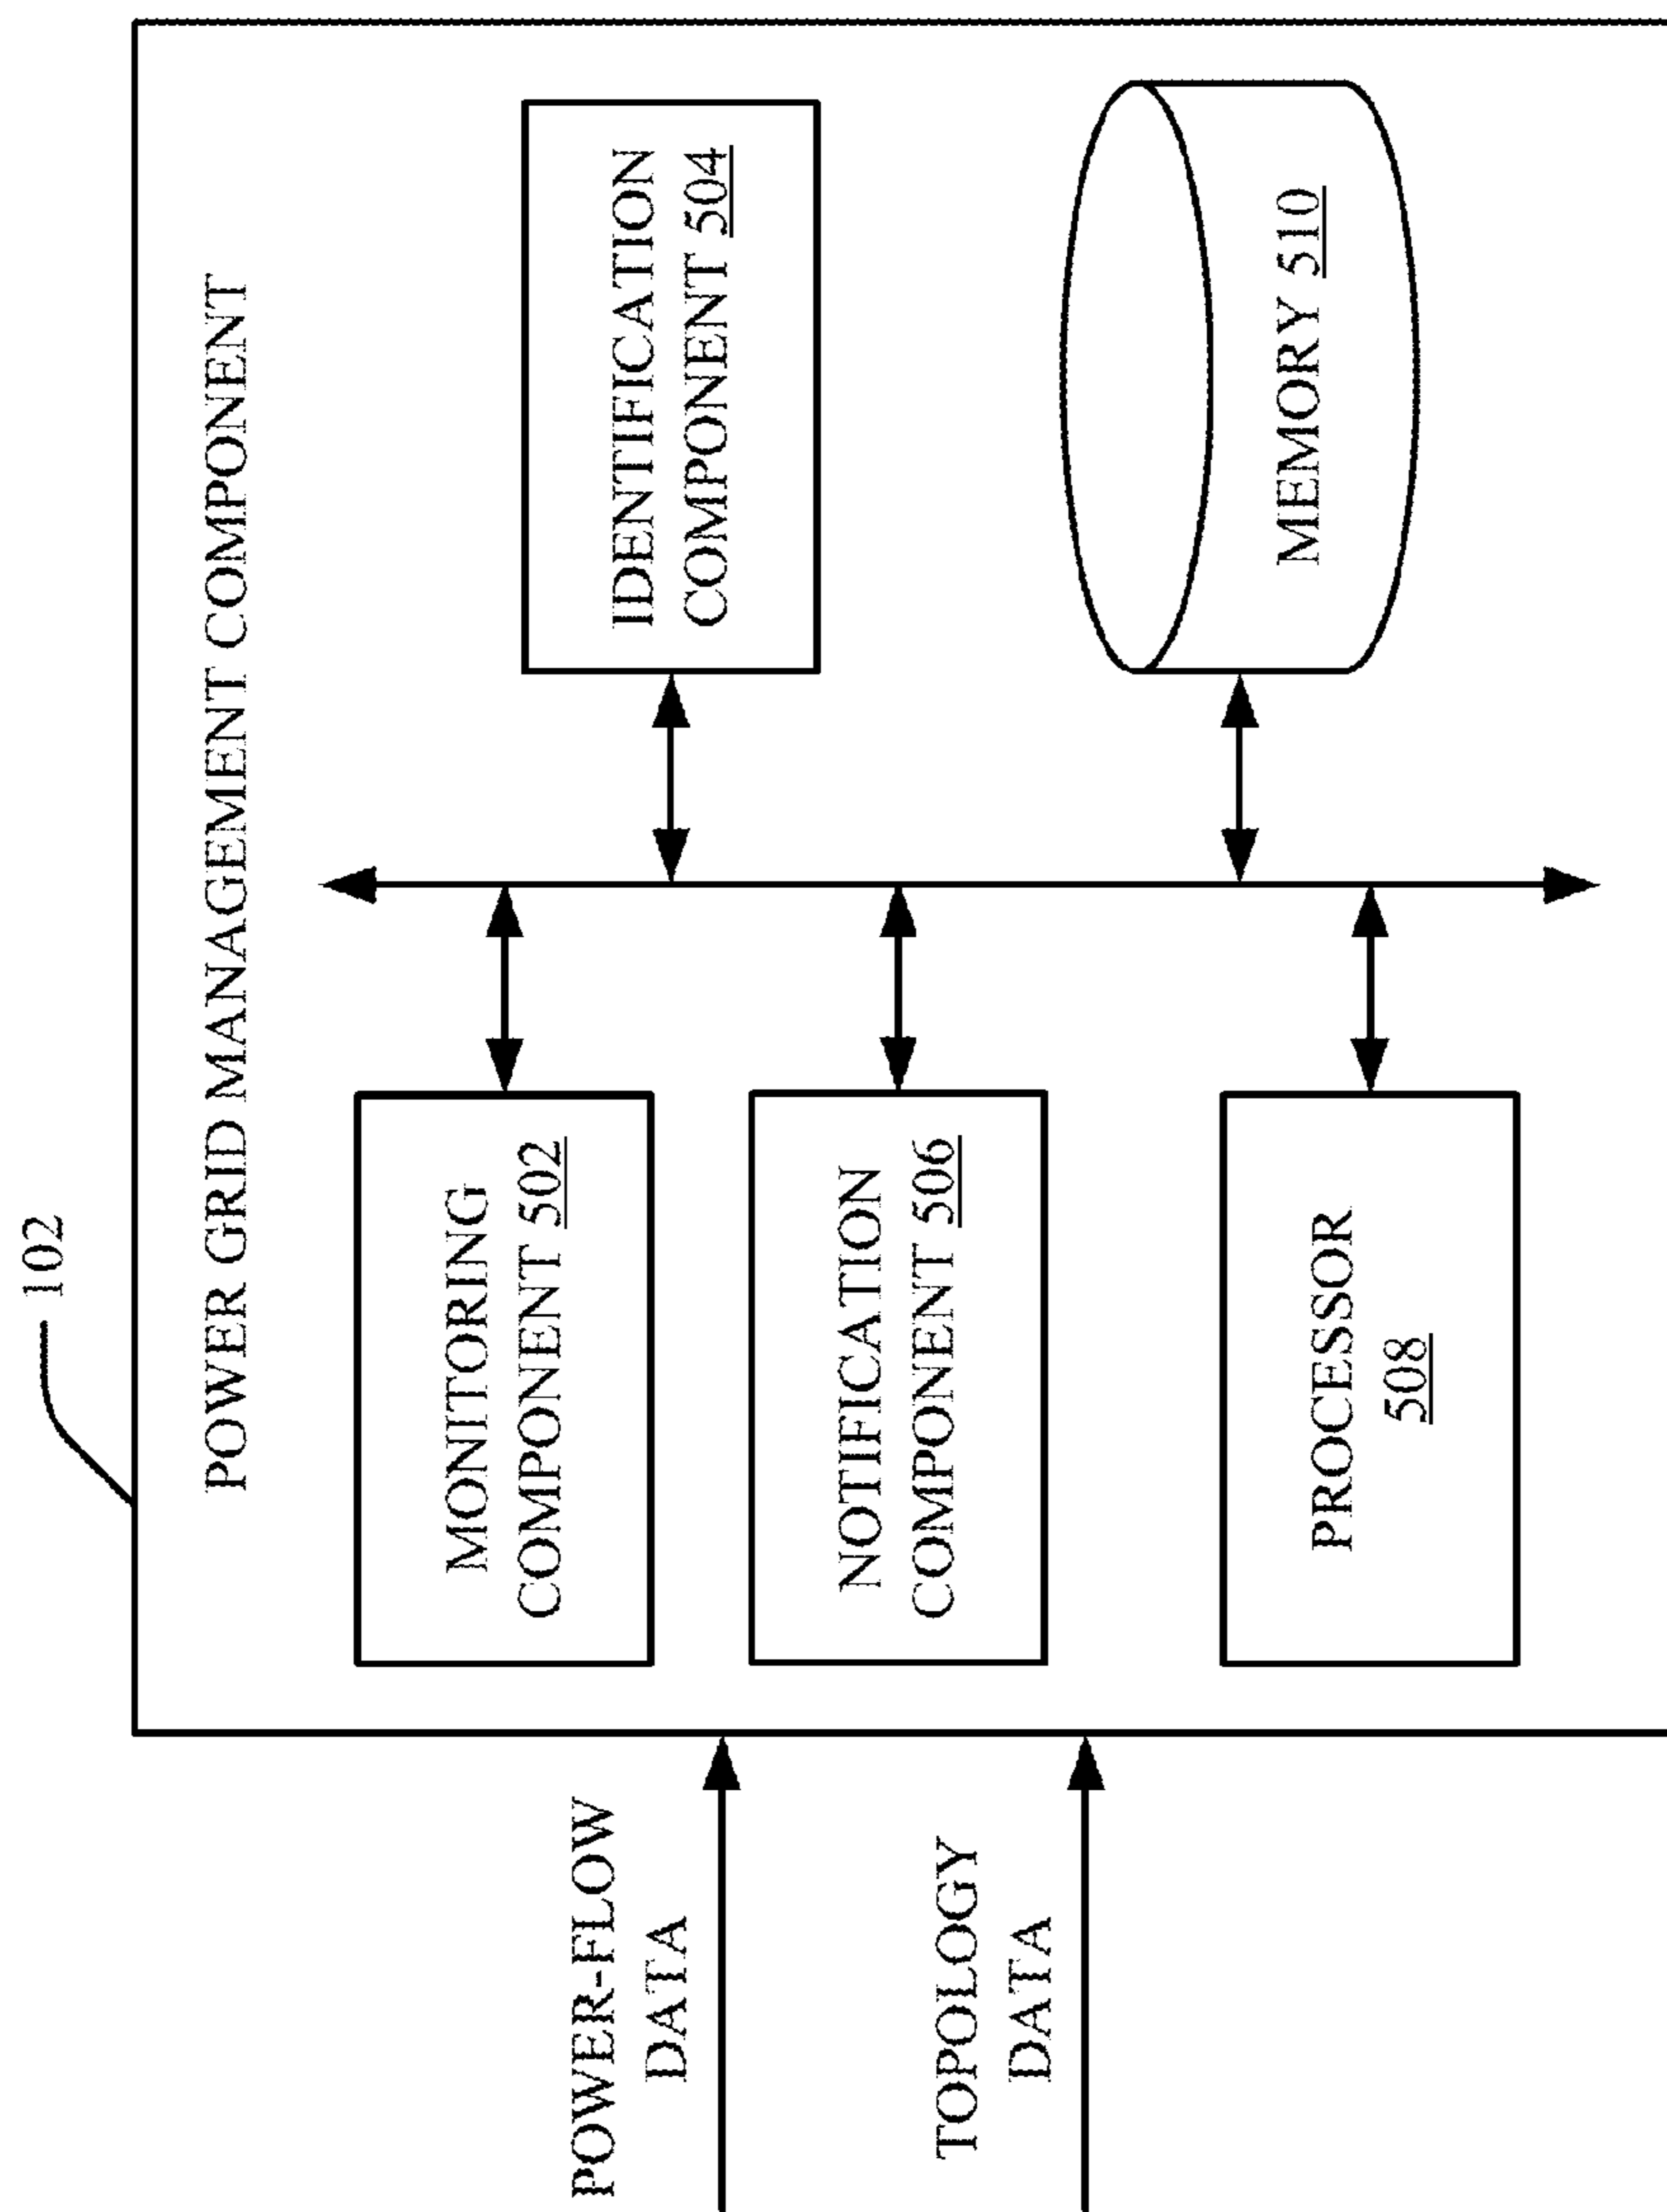 102
POWER GRID MANAGEMENT COMPONENT
MONITORING
COMPONENT 502
IDENTIFICATION
COMPONENT 504
NOTIFICATION
COMPONENT 506
PROCESSOR
508
MEMORY 510
POWER-FLOW
DATA
TOPOLOGY
DATA